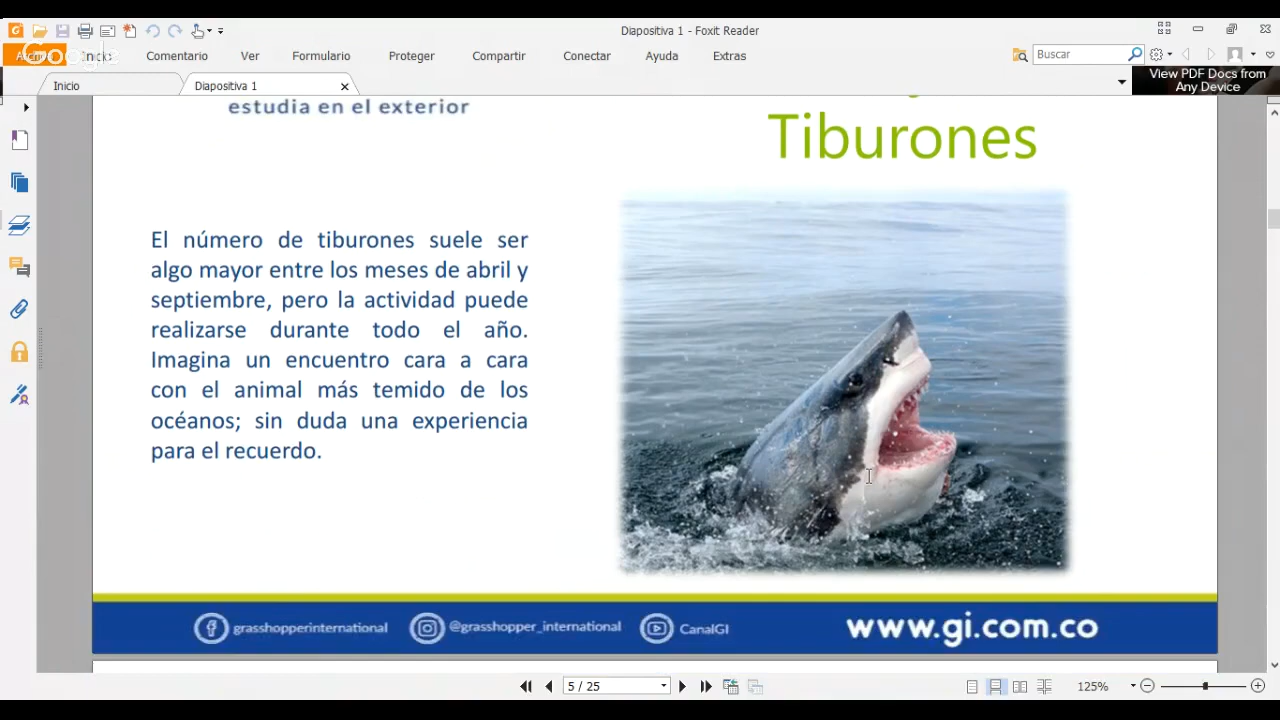 Diapositiva 1 - Foxit Reader
Google
Archivo
Inicio
Comentario
Ver
Formulario
Proteger
Compartir
Conectar
Ayuda
Extras
Buscar
Inicio
Diapositiva 1
View PDF Docs from
Any Device
estudia en el exterior
Tiburones
El número de tiburones suele ser
algo mayor entre los meses de abril y
septiembre, pero la actividad puede
realizarse durante todo el año.
Imagina un encuentro cara a cara
con el animal más temido de los
océanos; sin duda una experiencia
para el recuerdo.
grasshopperinternational
@grasshopper_international
CanalGI
www.gi.com.co
5 / 25
125%